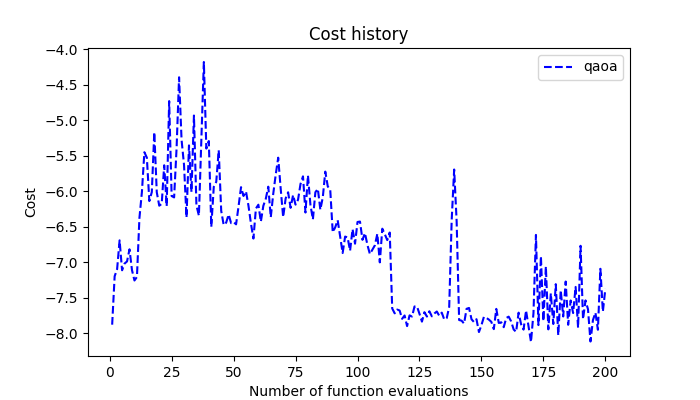 Cost history
qaoa
Cost
−4.0
−4.5
−5.0
−5.5
−6.0
−6.5
−7.0
−7.5
−8.0
0 25 50 75 100 125 150 175 200
Number of function evaluations